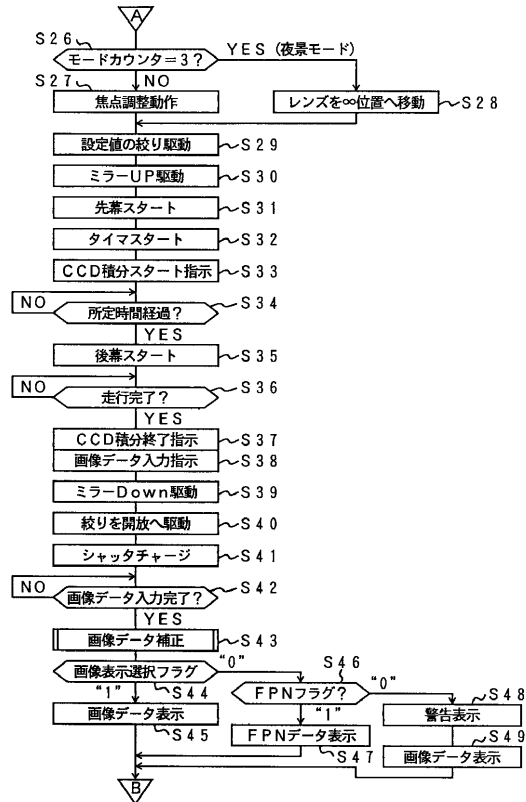 A
S26
モードカウンタ=3?
YES (夜景モード)
S27
NO
焦点調整動作
レンズを∞位置へ移動
S28
設定値の絞り駆動
S29
ミラーUP駆動
S30
先幕スタート
S31
タイマスタート
S32
CCD積分スタート指示
S33
NO
所定時間経過?
S34
YES
後幕スタート
S35
NO
走行完了?
S36
YES
CCD積分終了指示
S37
画像データ入力指示
S38
ミラーDown駆動
S39
絞りを開放へ駆動
S40
シャッタチャージ
S41
NO
画像データ入力完了?
S42
YES
画像データ補正
S43
画像表示選択フラグ
"0"
S44
"1"
画像データ表示
S45
S46
FPNフラグ?
"0"
"1"
FPNデータ表示
S47
S48
警告表示
S49
画像データ表示
B